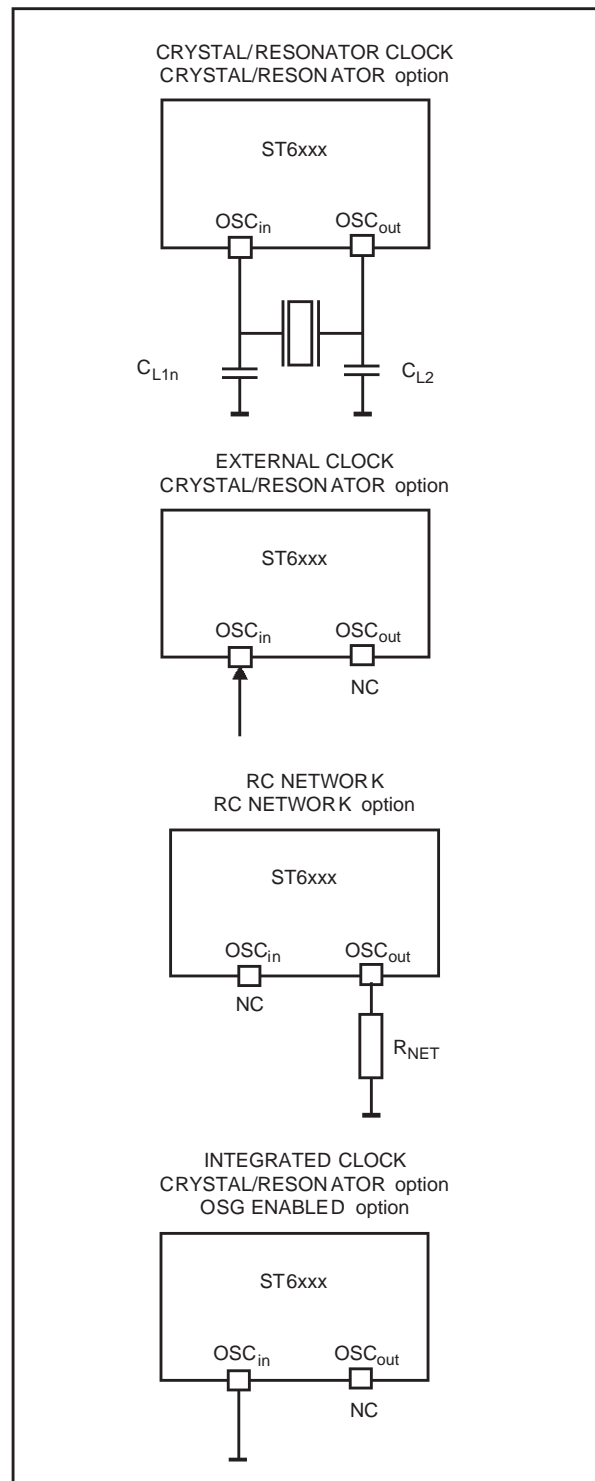 CRYSTAL/RESONATOR CLOCK
CRYSTAL/RESONATOR option
ST6xxx
OSCin OSCout
CL1n CL2
EXTERNAL CLOCK
CRYSTAL/RESONATOR option
ST6xxx
OSCin OSCout
NC
RC NETWORK
RC NETWORK option
ST6xxx
OSCin OSCout
NC
RNET
INTEGRATED CLOCK
CRYSTAL/RESONATOR option
OSG ENABLED option
ST6xxx
OSCin OSCout
NC